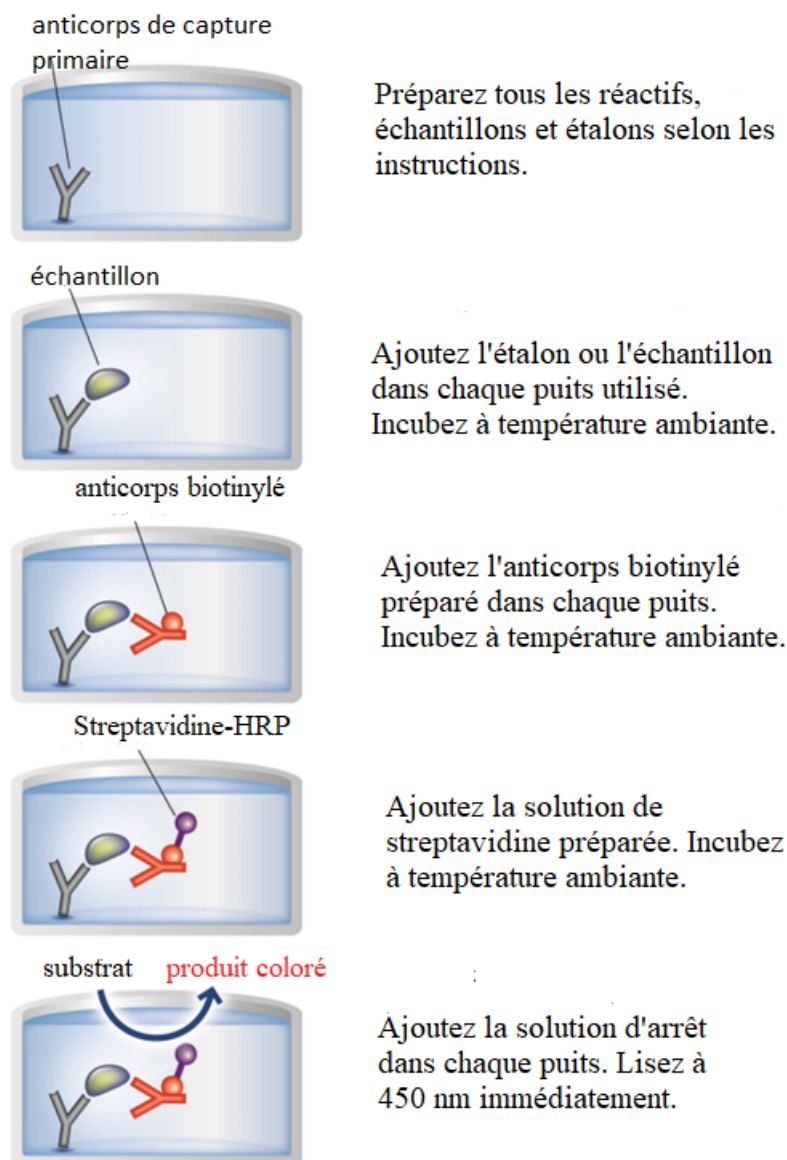 anticorps de capture
primaire
Préparez tous les réactifs,
échantillons et étalons selon les
instructions.
échantillon
Ajoutez l'étalon ou l'échantillon
dans chaque puits utilisé.
Incubez à température ambiante.
anticorps biotinylé
Ajoutez l'anticorps biotinylé
préparé dans chaque puits.
Incubez à température ambiante.
Streptavidine-HRP
Ajoutez la solution de
streptavidine préparée. Incubez
à température ambiante.
substrat produit coloré
Ajoutez la solution d'arrêt
dans chaque puits. Lisez à
450 nm immédiatement.